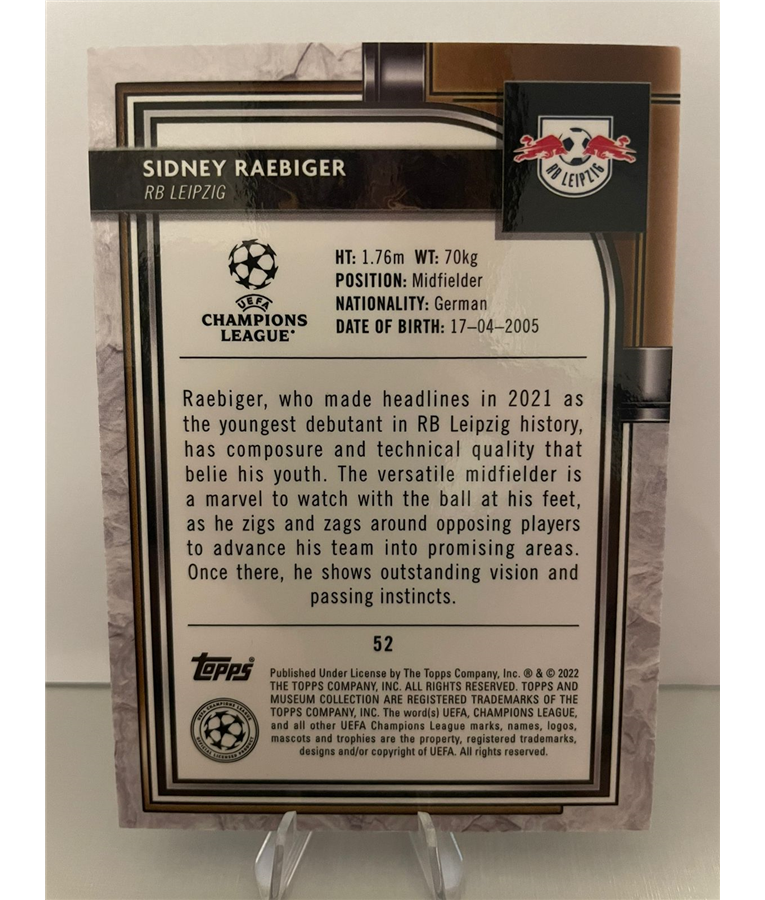 SIDNEY RAEBIGER
RB LEIPZIG
RB LEIPZIG
UEFA
CHAMPIONS
LEAGUE®
HT: 1.76m WT: 70kg
POSITION: Midfielder
NATIONALITY: German
DATE OF BIRTH: 17–04–2005
Raebiger, who made headlines in 2021 as
the youngest debutant in RB Leipzig history,
has composure and technical quality that
belie his youth. The versatile midfielder is
a marvel to watch with the ball at his feet,
as he zigs and zags around opposing players
to advance his team into promising areas.
Once there, he shows outstanding vision and
passing instincts.
52
topps®
UEFA CHAMPIONS LEAGUE
OFFICIAL LICENSED PRODUCT
Published Under License by The Topps Company, Inc. ® & © 2022
THE TOPPS COMPANY, INC. ALL RIGHTS RESERVED. TOPPS AND
MUSEUM COLLECTION ARE REGISTERED TRADEMARKS OF THE
TOPPS COMPANY, INC. The word(s) UEFA, CHAMPIONS LEAGUE,
and all other UEFA Champions League marks, names, logos,
mascots and trophies are the property, registered trademarks,
designs and/or copyright of UEFA. All rights reserved.